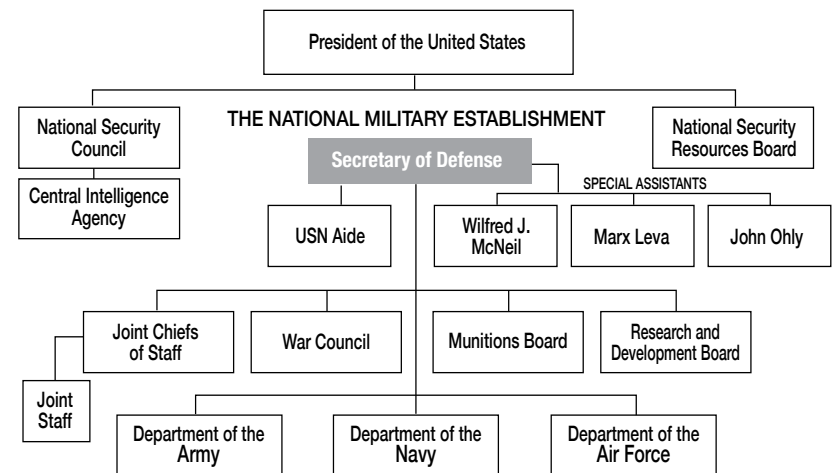 President of the United States
THE NATIONAL MILITARY ESTABLISHMENT
National Security
Council
National Security
Resources Board
Secretary of Defense
Central Intelligence
Agency
SPECIAL ASSISTANTS
USN Aide
Wilfred J.
McNeil
Marx Leva
John Ohly
Joint Chiefs
of Staff
War Council
Munitions Board
Research and
Development Board
Joint
Staff
Department of the
Army
Department of the
Navy
Department of the
Air Force